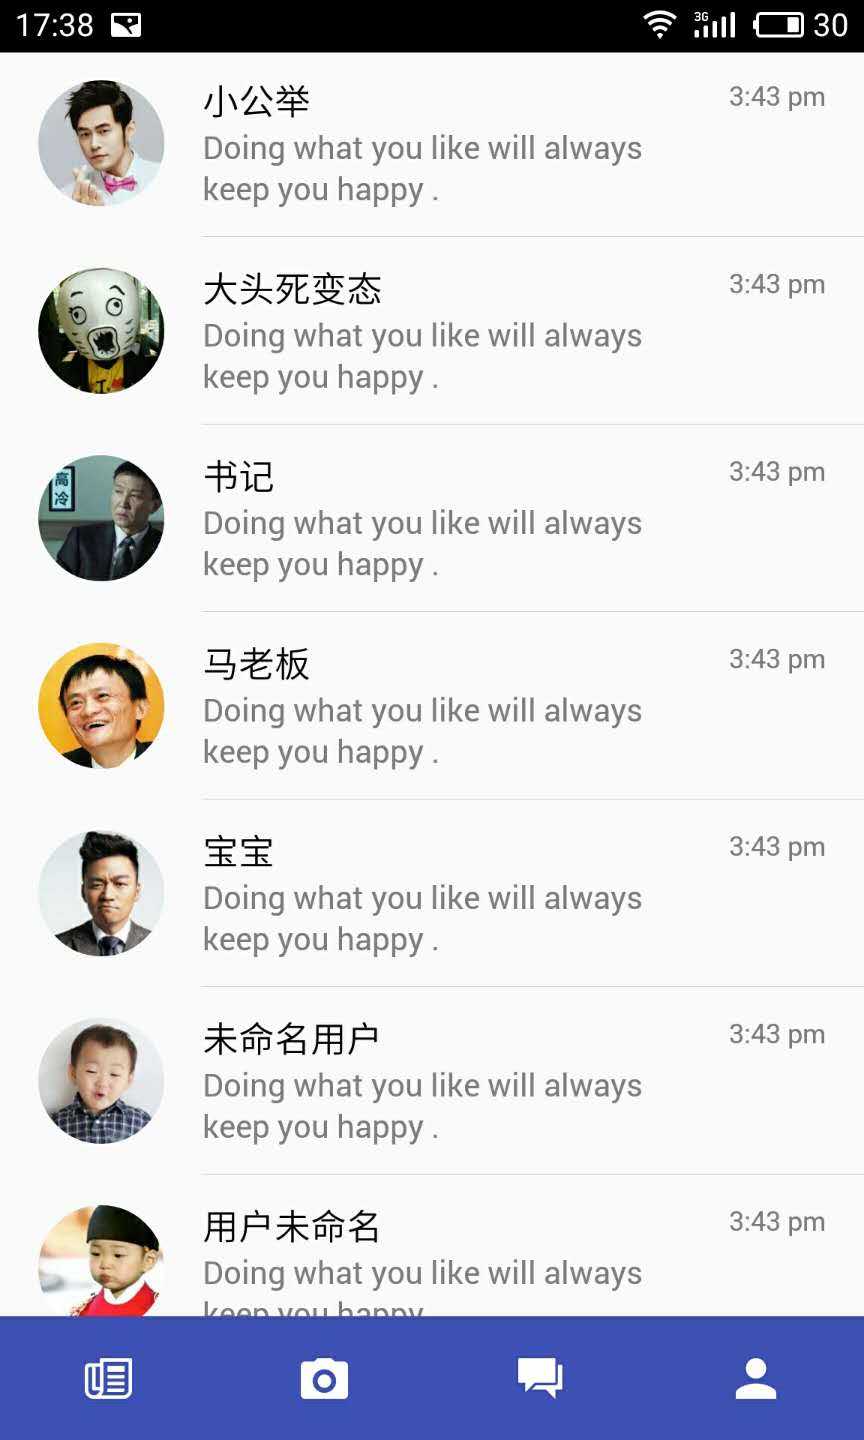 17:38
3G
30
小公举
3:43 pm
Doing what you like will always
keep you happy .
大头死变态
3:43 pm
Doing what you like will always
keep you happy .
高
冷
书记
3:43 pm
Doing what you like will always
keep you happy .
马老板
3:43 pm
Doing what you like will always
keep you happy .
宝宝
3:43 pm
Doing what you like will always
keep you happy .
未命名用户
3:43 pm
Doing what you like will always
keep you happy .
用户未命名
3:43 pm
Doing what you like will always
keep you happy